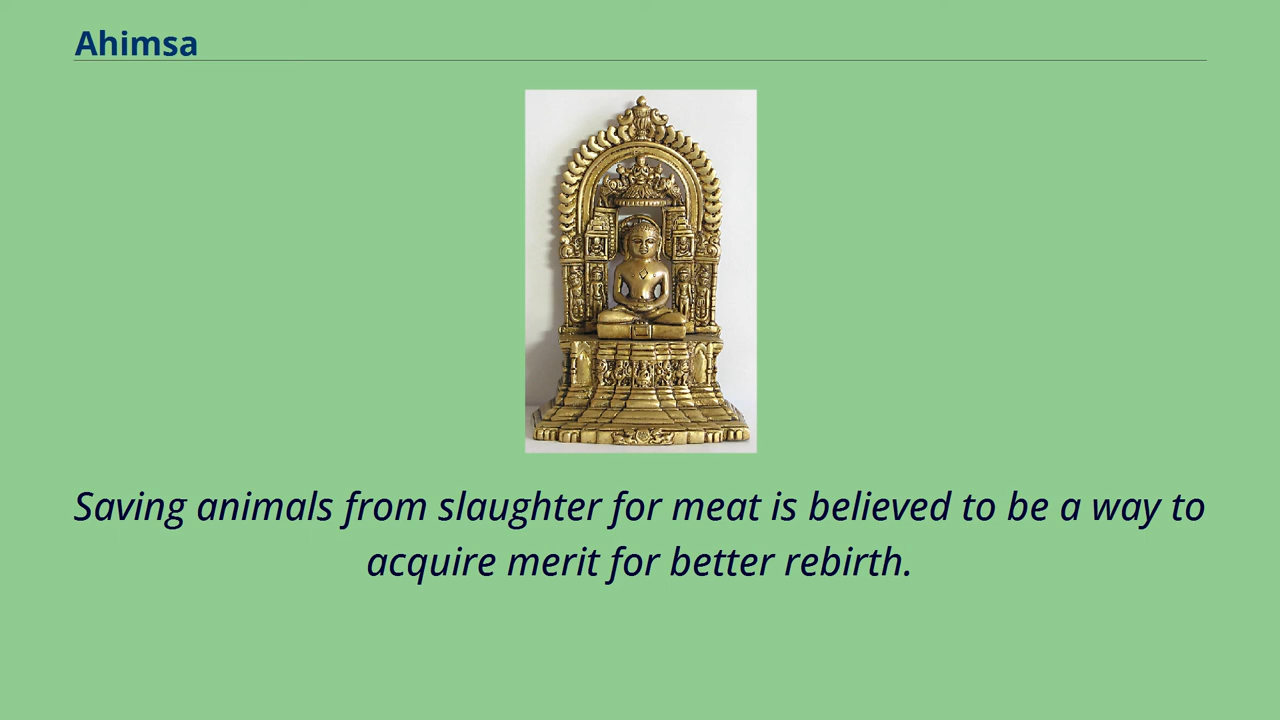 Ahimsa
Saving animals from slaughter for meat is believed to be a way to
acquire merit for better rebirth.